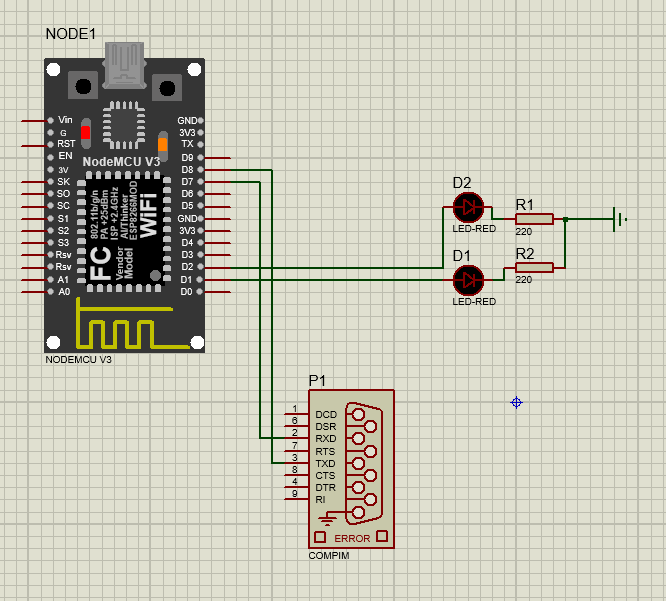 NODE1
Vin
G
RST
EN
3V
SK
SO
SC
S1
S2
S3
Rsv
Rsv
A1
A0
NodeMCU V3
FC
802.11b/g/n
PA +25dBm
ISP +2.4GHz
AI/Thinker
ESP8266MOD
Vendor
Model
WiFi
GND
3V3
TX
D9
D8
D7
D6
D5
GND
3V3
D4
D3
D2
D1
D0
NODEMCU V3
D2
LED-RED
R1
220
D1
LED-RED
R2
220
P1
1 DCD
6 DSR
2 RXD
7 RTS
3 TXD
8 CTS
4 DTR
9 RI
ERROR
COMPIM